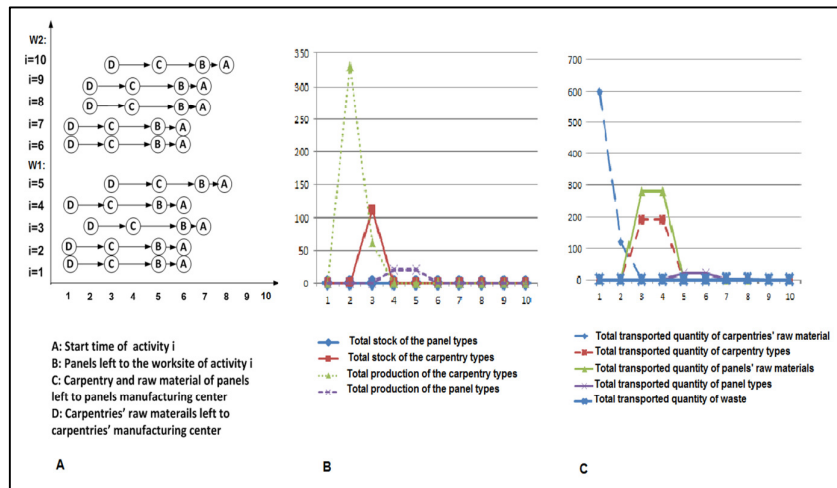 W2:
i=10
D C B A
i=9
D C B A
i=8
D C B A
i=7
D C B A
i=6
D C B A
W1:
i=5
D C B A
i=4
D C B A
i=3
D C B A
i=2
D C B A
i=1
D C B A
1 2 3 4 5 6 7 8 9 10
A: Start time of activity i
B: Panels left to the worksite of activity i
C: Carpentry and raw material of panels
left to panels manufacturing center
D: Carpentries' raw materails left to
carpentries' manufacturing center
A
350
300
250
200
150
100
50
0
1 2 3 4 5 6 7 8 9 10
Total stock of the panel types
Total stock of the carpentry types
Total production of the carpentry types
Total production of the panel types
B
700
600
500
400
300
200
100
0
1 2 3 4 5 6 7 8 9 10
Total transported quantity of carpentries' raw material
Total transported quantity of carpentry types
Total transported quantity of panels' raw materials
Total transported quantity of panel types
Total transported quantity of waste
C